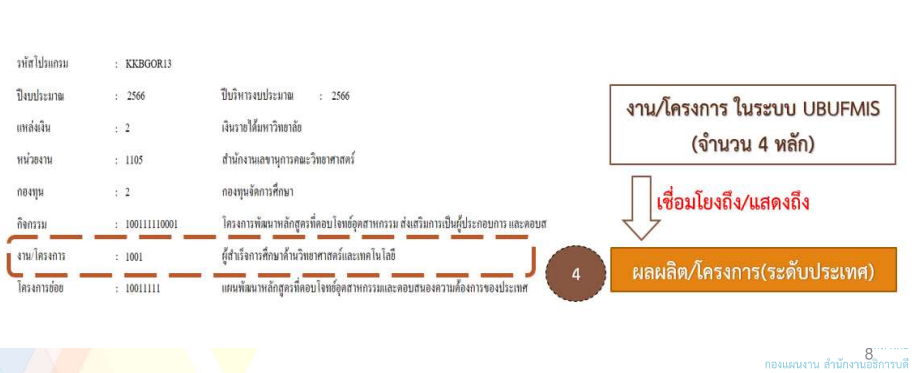 รหัสโปรแกรม : KKBGOR13
ปีงบประมาณ : 2566 ปีบริหารงบประมาณ : 2566
แหล่งเงิน : 2 เงินรายได้มหาวิทยาลัย
หน่วยงาน : 1105 สำนักงานเลขานุการคณะวิทยาศาสตร์
กองทุน : 2 กองทุนจัดการศึกษา
กิจกรรม : 100111110001 โครงการพัฒนาหลักสูตรที่ตอบโจทย์อุตสาหกรรม ส่งเสริมการเป็นผู้ประกอบการ และตอบส
งาน/โครงการ : 1001 ผู้สำเร็จการศึกษาด้านวิทยาศาสตร์และเทคโนโลยี
โครงการย่อย : 10011111 แผนพัฒนาหลักสูตรที่ตอบโจทย์อุตสาหกรรมและตอบสนองความต้องการของประเทศ
งาน/โครงการ ในระบบ UBUFMIS
(จำนวน 4 หลัก)
เชื่อมโยงถึง/แสดงถึง
4
ผลผลิต/โครงการ(ระดับประเทศ)
8
กองแผนงาน สำนักงานอธิการบดี